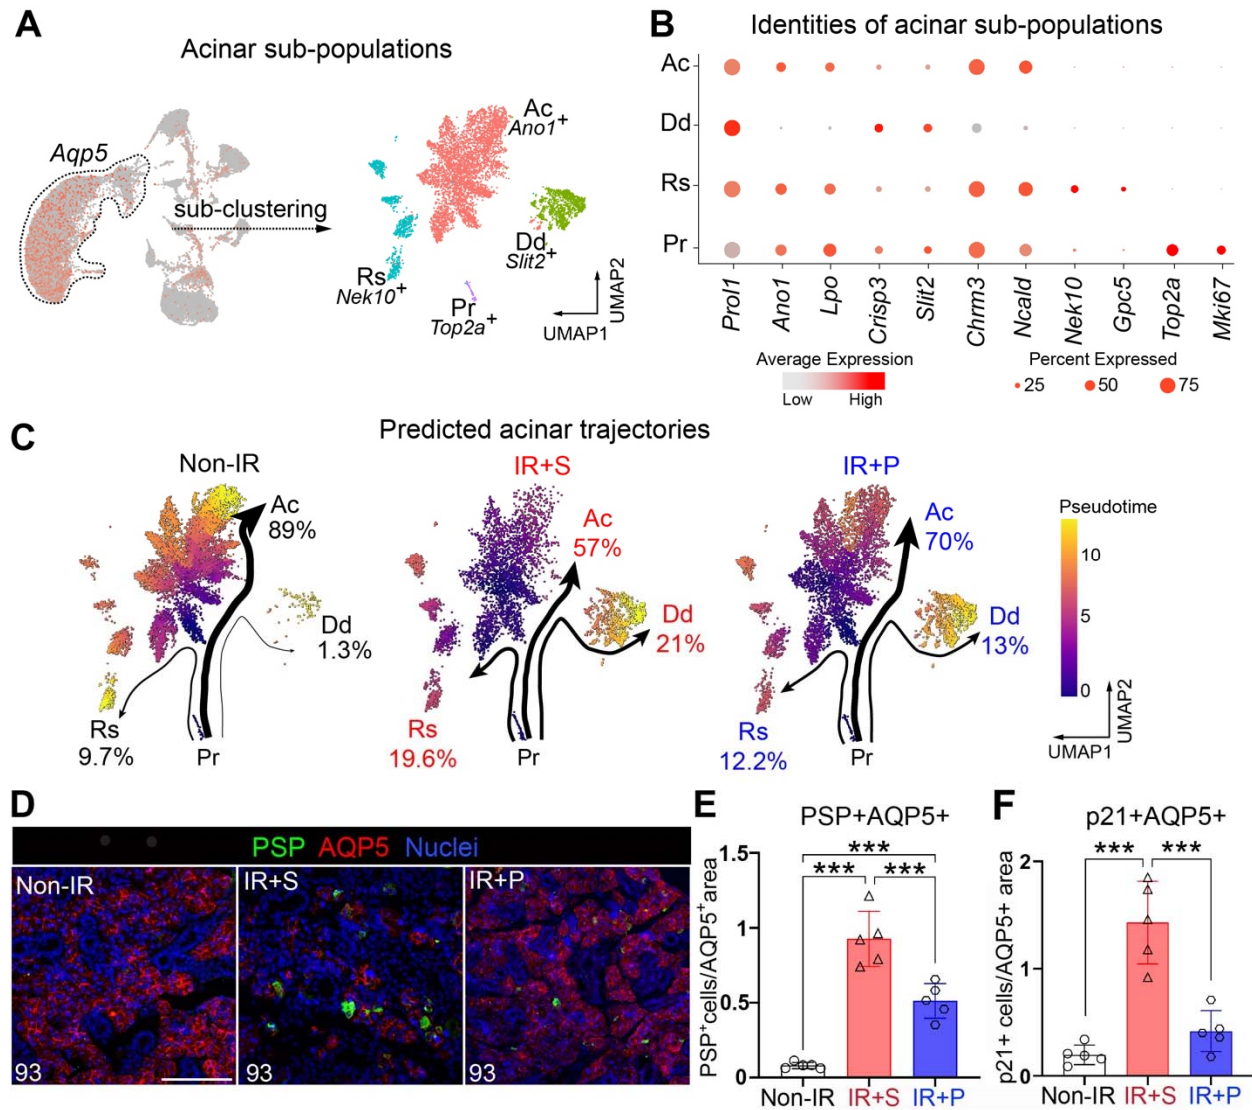 A
Acinar sub-populations
Aqp5
sub-clustering
Ac
Ano1+
Dd
Slit2+
Rs
Nek10+
Pr
Top2a+
UMAP1
UMAP2
B
Identities of acinar sub-populations
Ac
Dd
Rs
Pr
Prol1
Ano1
Lpo
Crisp3
Slit2
Chrm3
Ncald
Nek10
Gpc5
Top2a
Mki67
Average Expression
Low High
Percent Expressed
25 50 75
C
Predicted acinar trajectories
Non-IR
Ac
89%
Dd
1.3%
Rs
9.7%
Pr
IR+S
Ac
57%
Dd
21%
Rs
19.6%
Pr
IR+P
Ac
70%
Dd
13%
Rs
12.2%
Pr
Pseudotime
10
5
0
UMAP1
UMAP2
D
PSP AQP5 Nuclei
Non-IR
93
IR+S
93
IR+P
93
E
PSP+AQP5+
***
*** ***
PSP+cells/AQP5+area
1.5
1
0.5
0
Non-IR IR+S IR+P
F
p21+AQP5+
*** ***
p21+ cells/AQP5+ area
2
1
0
Non-IR IR+S IR+P